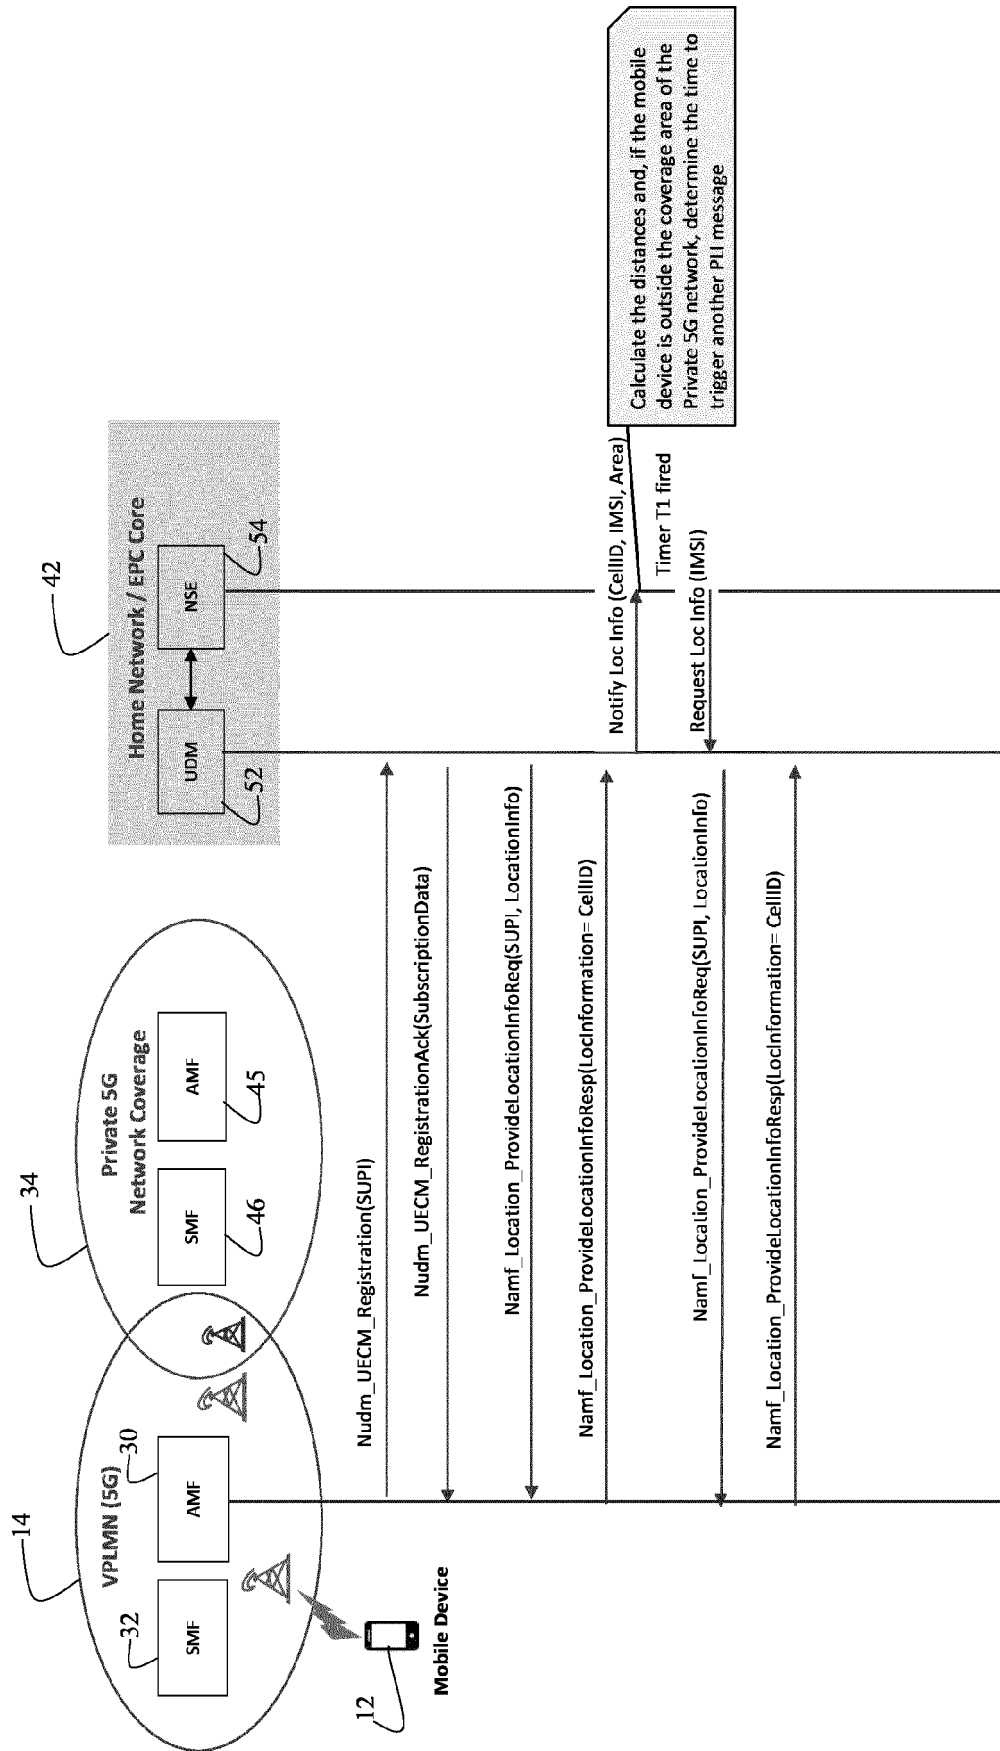 14
34
42
VPLMN (5G)
32
SMF
30
AMF
Private 5G
Network Coverage
SMF
46
AMF
45
Home Network / EPC Core
UDM
52
NSE
54
12
Mobile Device
Nudm_UECM_Registration(SUPI)
Nudm_UECM_RegistrationAck(SubscriptionData)
Namf_Location_ProvideLocationInfoReq(SUPI, LocationInfo)
Namf_Location_ProvideLocationInfoResp(LocInformation= CellID)
Notify Loc Info (CellID, IMSI, Area)
Calculate the distances and, if the mobile
device is outside the coverage area of the
Private 5G network, determine the time to
trigger another PLI message
Timer T1 fired
Request Loc Info (IMSI)
Namf_Location_ProvideLocationInfoReq(SUPI, LocationInfo)
Namf_Location_ProvideLocationInfoResp(LocInformation= CellID)